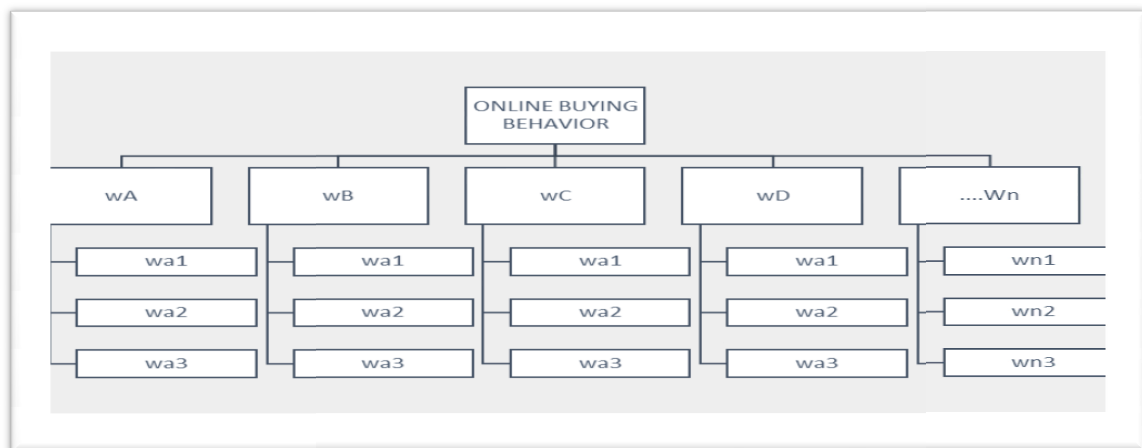 ONLINE BUYING
BEHAVIOR
wA
wB
wC
wD
....Wn
wa1
wa1
wa1
wa1
wn1
wa2
wa2
wa2
wa2
wn2
wa3
wa3
wa3
wa3
wn3